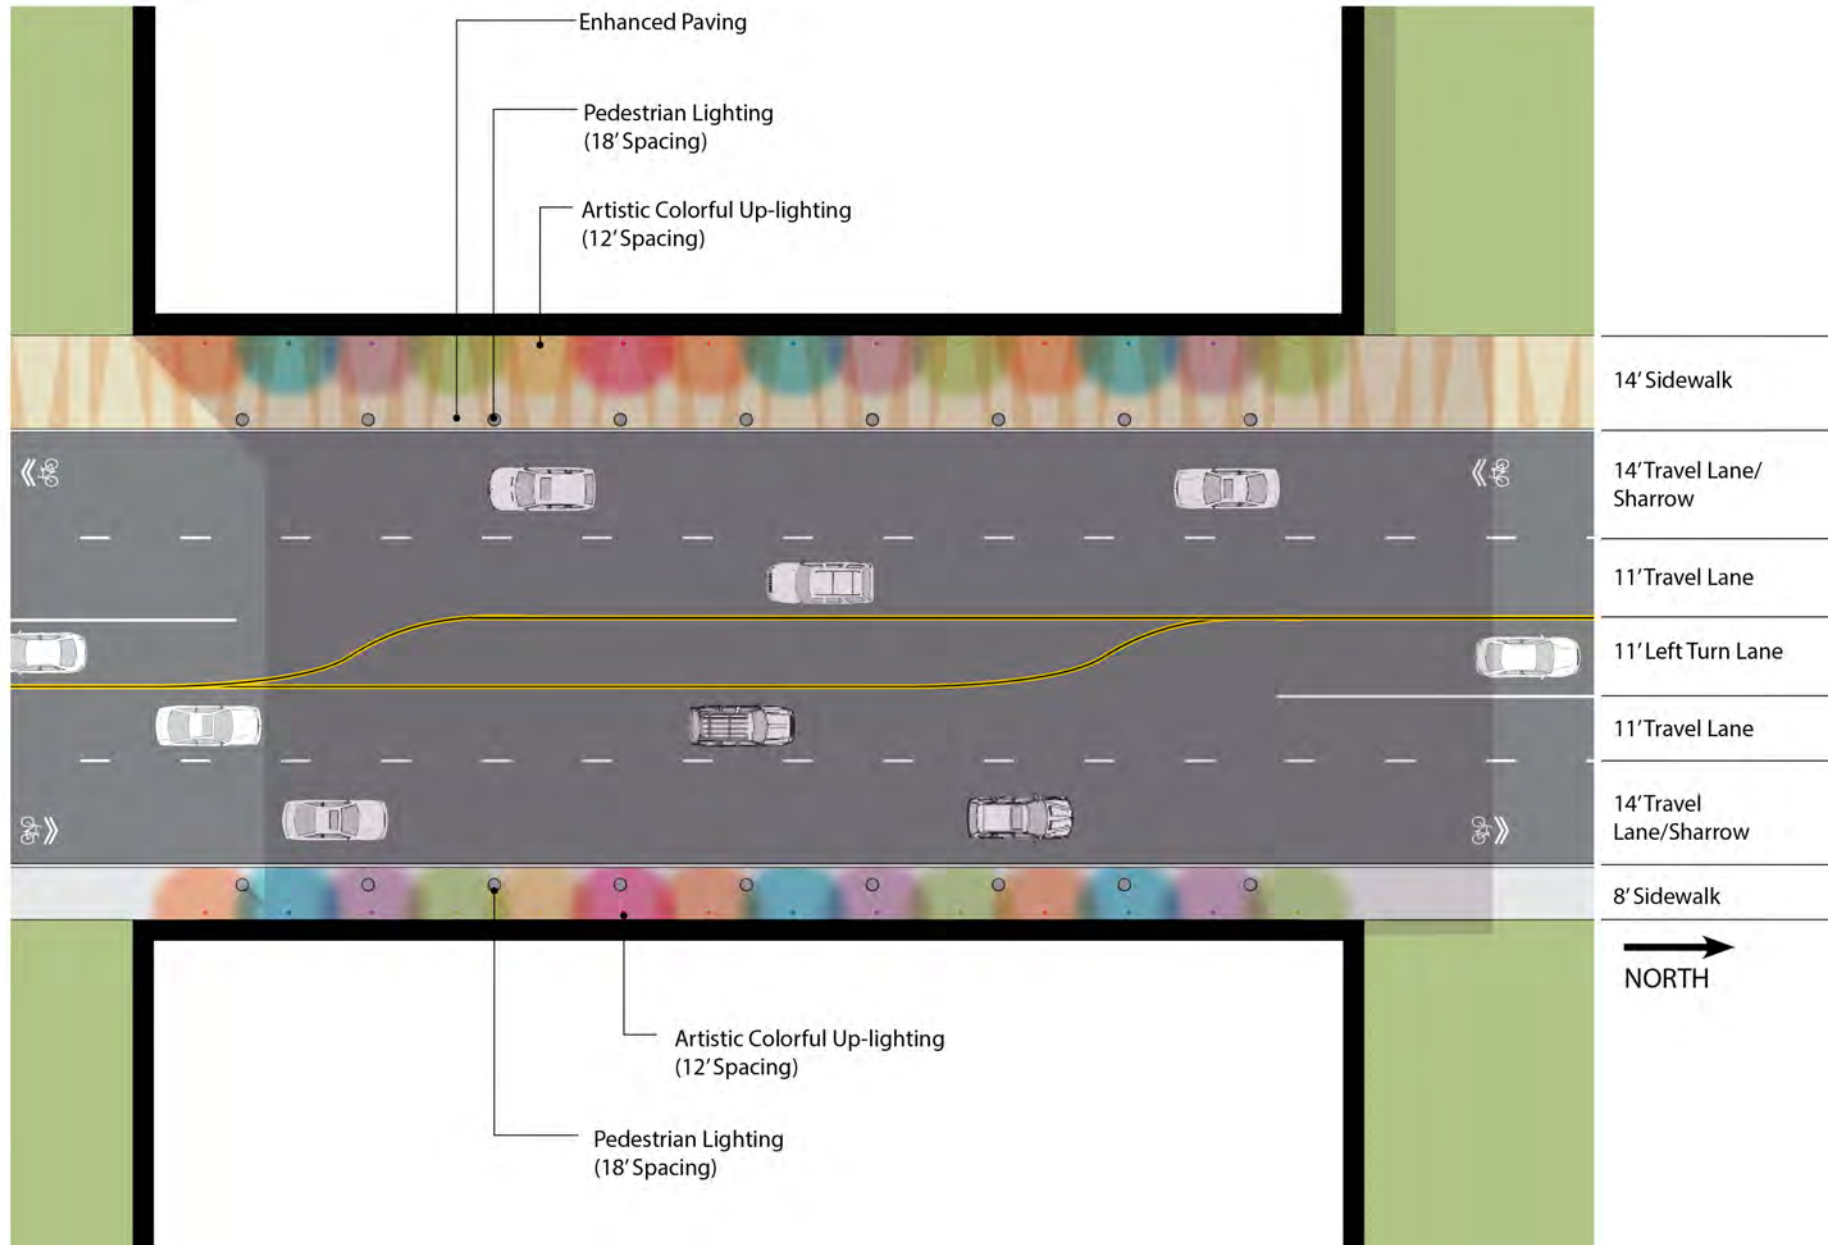 Enhanced Paving
Pedestrian Lighting
(18' Spacing)
Artistic Colorful Up-lighting
(12' Spacing)
14' Sidewalk
14' Travel Lane/
Sharrow
11' Travel Lane
11' Left Turn Lane
11' Travel Lane
14' Travel
Lane/Sharrow
8' Sidewalk
NORTH
Artistic Colorful Up-lighting
(12' Spacing)
Pedestrian Lighting
(18' Spacing)